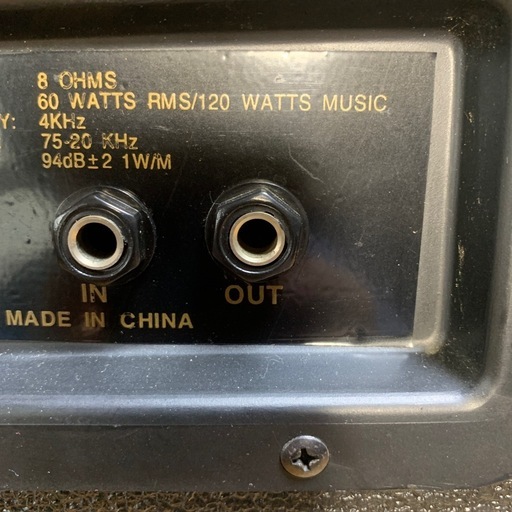 8 OHMS
60 WATTS RMS/120 WATTS MUSIC
Y: 4KHz
75-20 KHz
94dB±2 1W/M
IN OUT
MADE IN CHINA